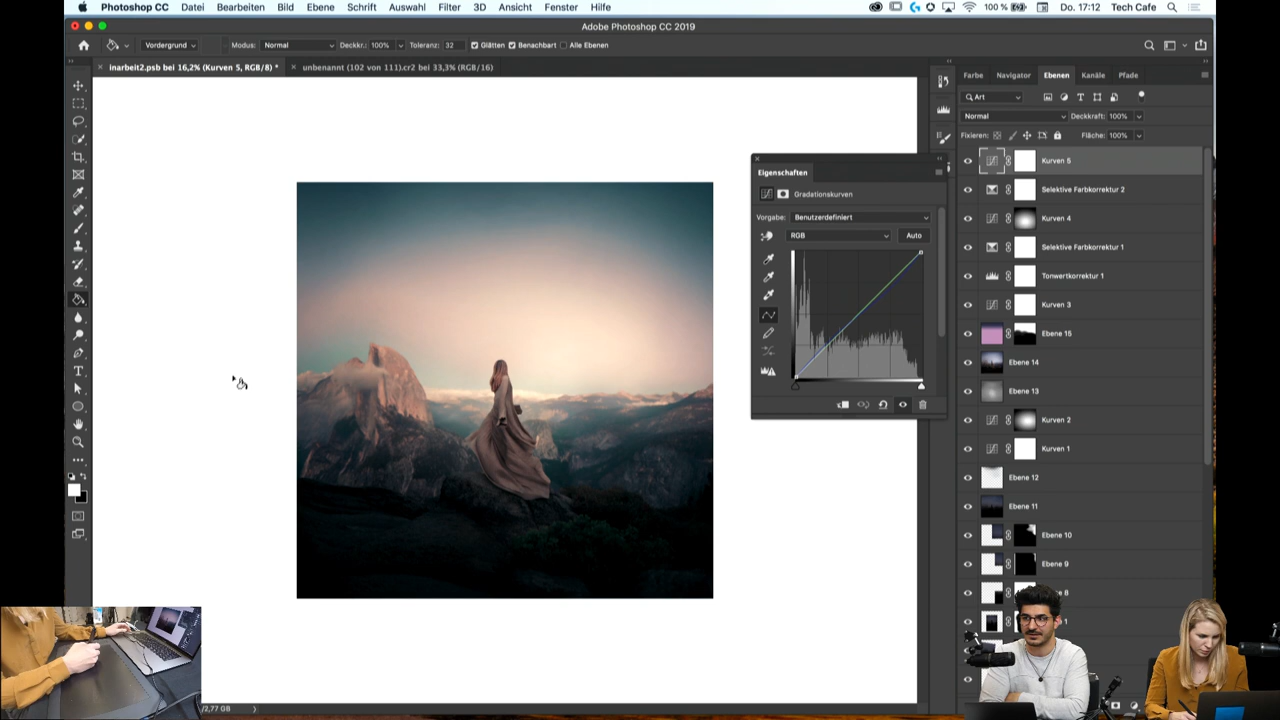 Photoshop CC Datei Bearbeiten Bild Ebene Schrift Auswahl Filter 3D Ansicht Fenster Hilfe 100 % Do. 17:12 Tech Cafe
Adobe Photoshop CC 2019
Vordergrund Modus: Normal Deckkr.: 100% Toleranz: 32 Glätten Benachbart Alle Ebenen
inarbeit2.psb bei 16,2% (Kurven 5, RGB/8) *
unbenannt (102 von 111).cr2 bei 33,3% (RGB/16)
Farbe Navigator Ebenen Kanäle Pfade
Art
Normal Deckkraft: 100%
Fixieren: Fläche: 100%
Kurven 5
Selektive Farbkorrektur 2
Kurven 4
Selektive Farbkorrektur 1
Tonwertkorrektur 1
Kurven 3
Ebene 15
Ebene 14
Ebene 13
Kurven 2
Kurven 1
Ebene 12
Ebene 11
Ebene 10
Ebene 9
Eigenschaften
Gradationskurven
Vorgabe: Benutzerdefiniert
RGB Auto
/2,77 GB